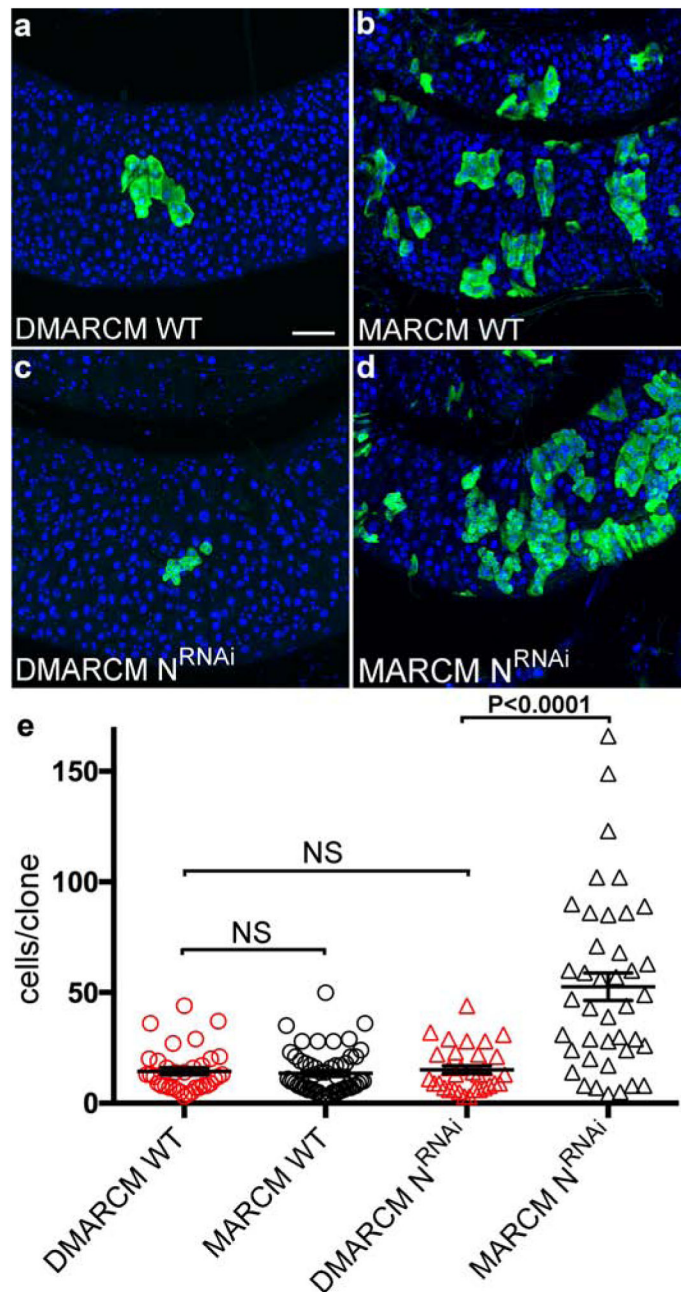 a
b
DMARCM WT
MARCM WT
c
d
DMARCM N^RNAi
MARCM N^RNAi
e
P<0.0001
150
NS
100
NS
50
0
cells/clone
DMARCM WT
MARCM WT
DMARCM N^RNAi
MARCM N^RNAi